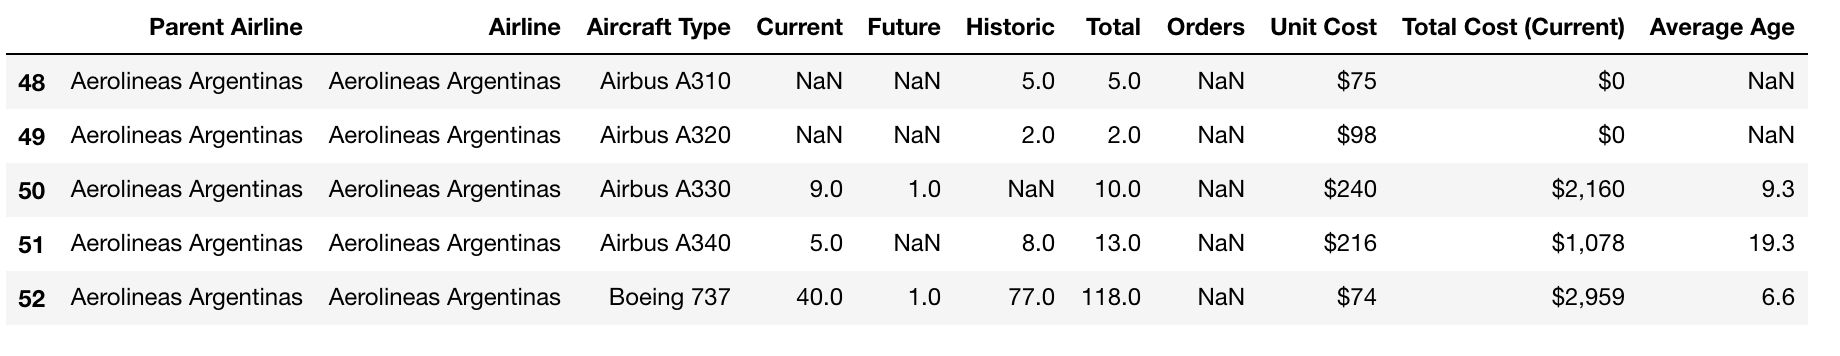 Parent Airline Airline Aircraft Type Current Future Historic Total Orders Unit Cost Total Cost (Current) Average Age
48 Aerolineas Argentinas Aerolineas Argentinas Airbus A310 NaN NaN 5.0 5.0 NaN $75 $0 NaN
49 Aerolineas Argentinas Aerolineas Argentinas Airbus A320 NaN NaN 2.0 2.0 NaN $98 $0 NaN
50 Aerolineas Argentinas Aerolineas Argentinas Airbus A330 9.0 1.0 NaN 10.0 NaN $240 $2,160 9.3
51 Aerolineas Argentinas Aerolineas Argentinas Airbus A340 5.0 NaN 8.0 13.0 NaN $216 $1,078 19.3
52 Aerolineas Argentinas Aerolineas Argentinas Boeing 737 40.0 1.0 77.0 118.0 NaN $74 $2,959 6.6